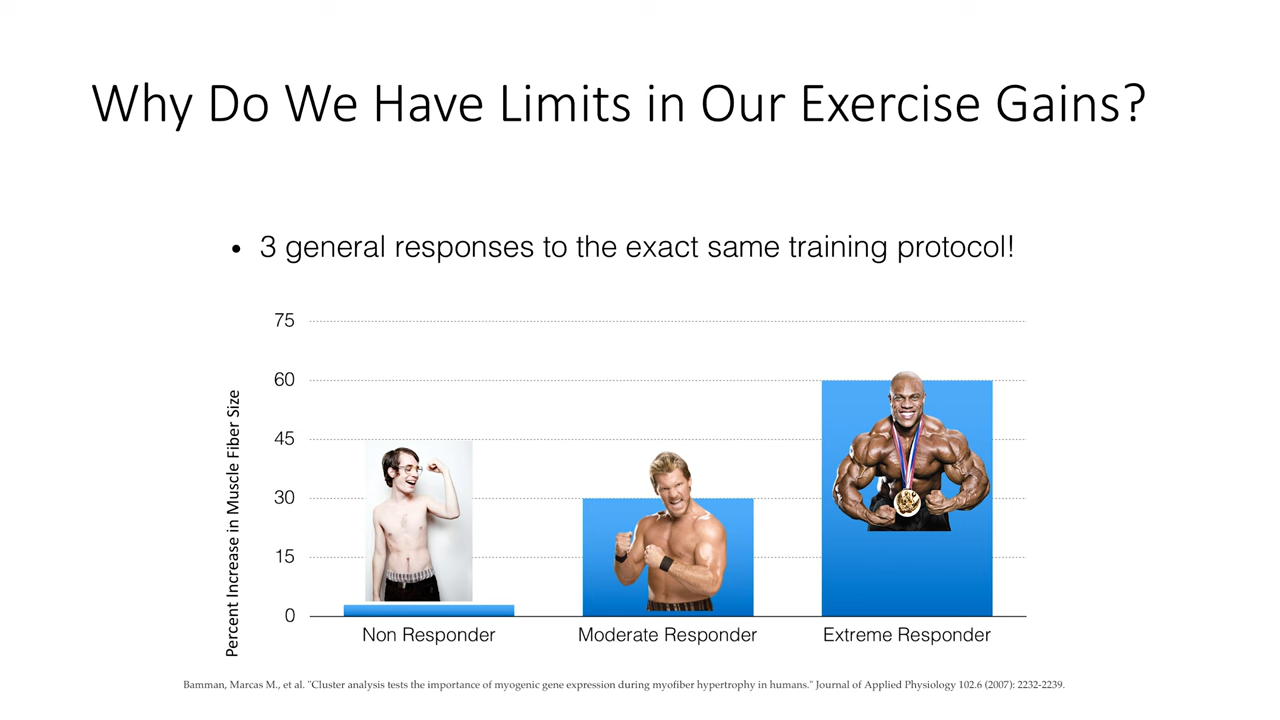 Why Do We Have Limits in Our Exercise Gains?
• 3 general responses to the exact same training protocol!
Percent Increase in Muscle Fiber Size
75
60
45
30
15
0
Non Responder
Moderate Responder
Extreme Responder
Bamman, Marcas M., et al. "Cluster analysis tests the importance of myogenic gene expression during myofiber hypertrophy in humans." Journal of Applied Physiology 102.6 (2007): 2232-2239.